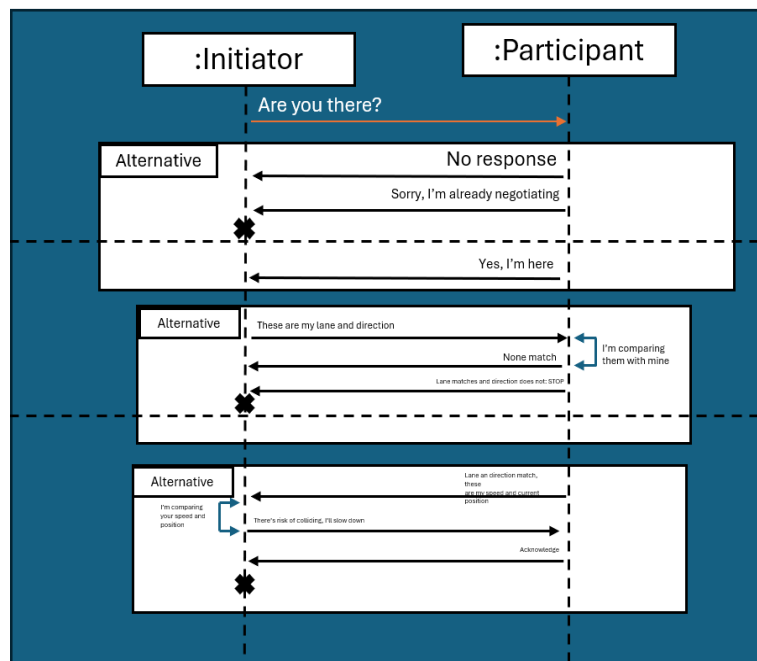 :Initiator
:Participant
Are you there?
Alternative
No response
Sorry, I'm already negotiating
Yes, I'm here
Alternative
These are my lane and direction
I'm comparing
them with mine
None match
Lane matches and direction does not: STOP
Alternative
Lane an direction match,
these
are my speed and current
position
I'm comparing
your speed and
position
There's risk of colliding, I'll slow down
Acknowledge